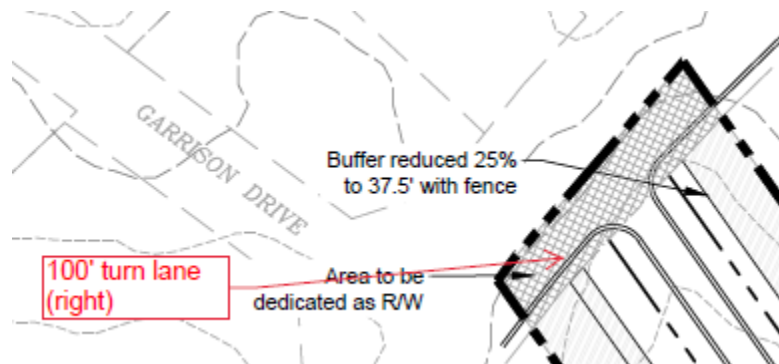 GARRISON DRIVE
Buffer reduced 25%
to 37.5' with fence
100' turn lane
(right)
Area to be
dedicated as R/W